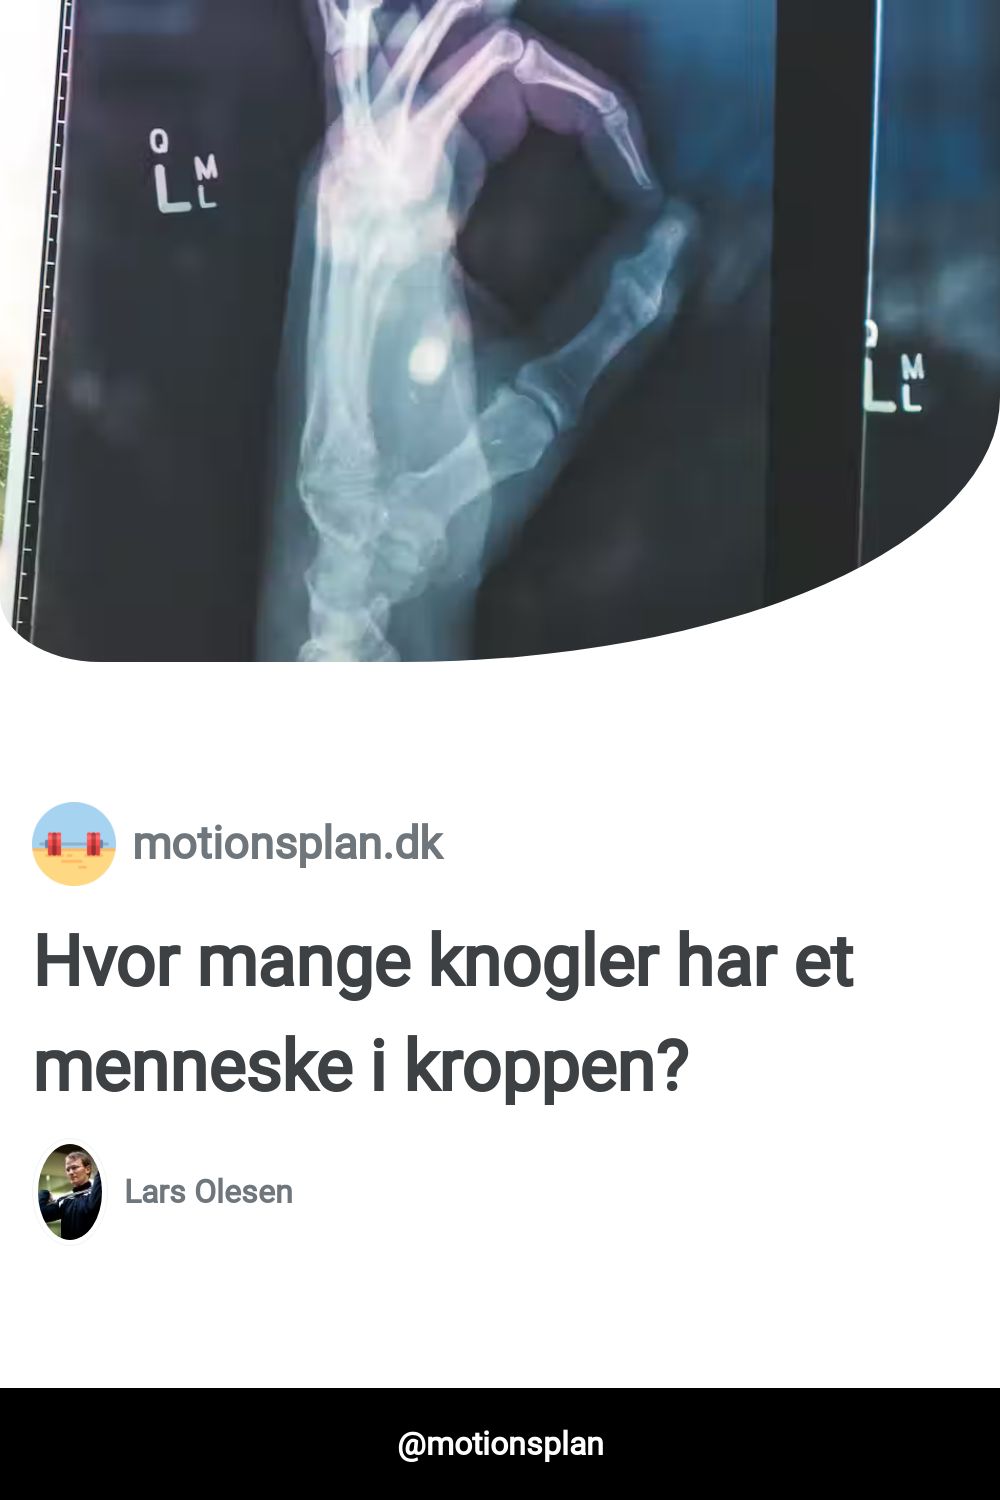 Q
L M
L
L M
L
motionsplan.dk
Hvor mange knogler har et
menneske i kroppen?
Lars Olesen
@motionsplan